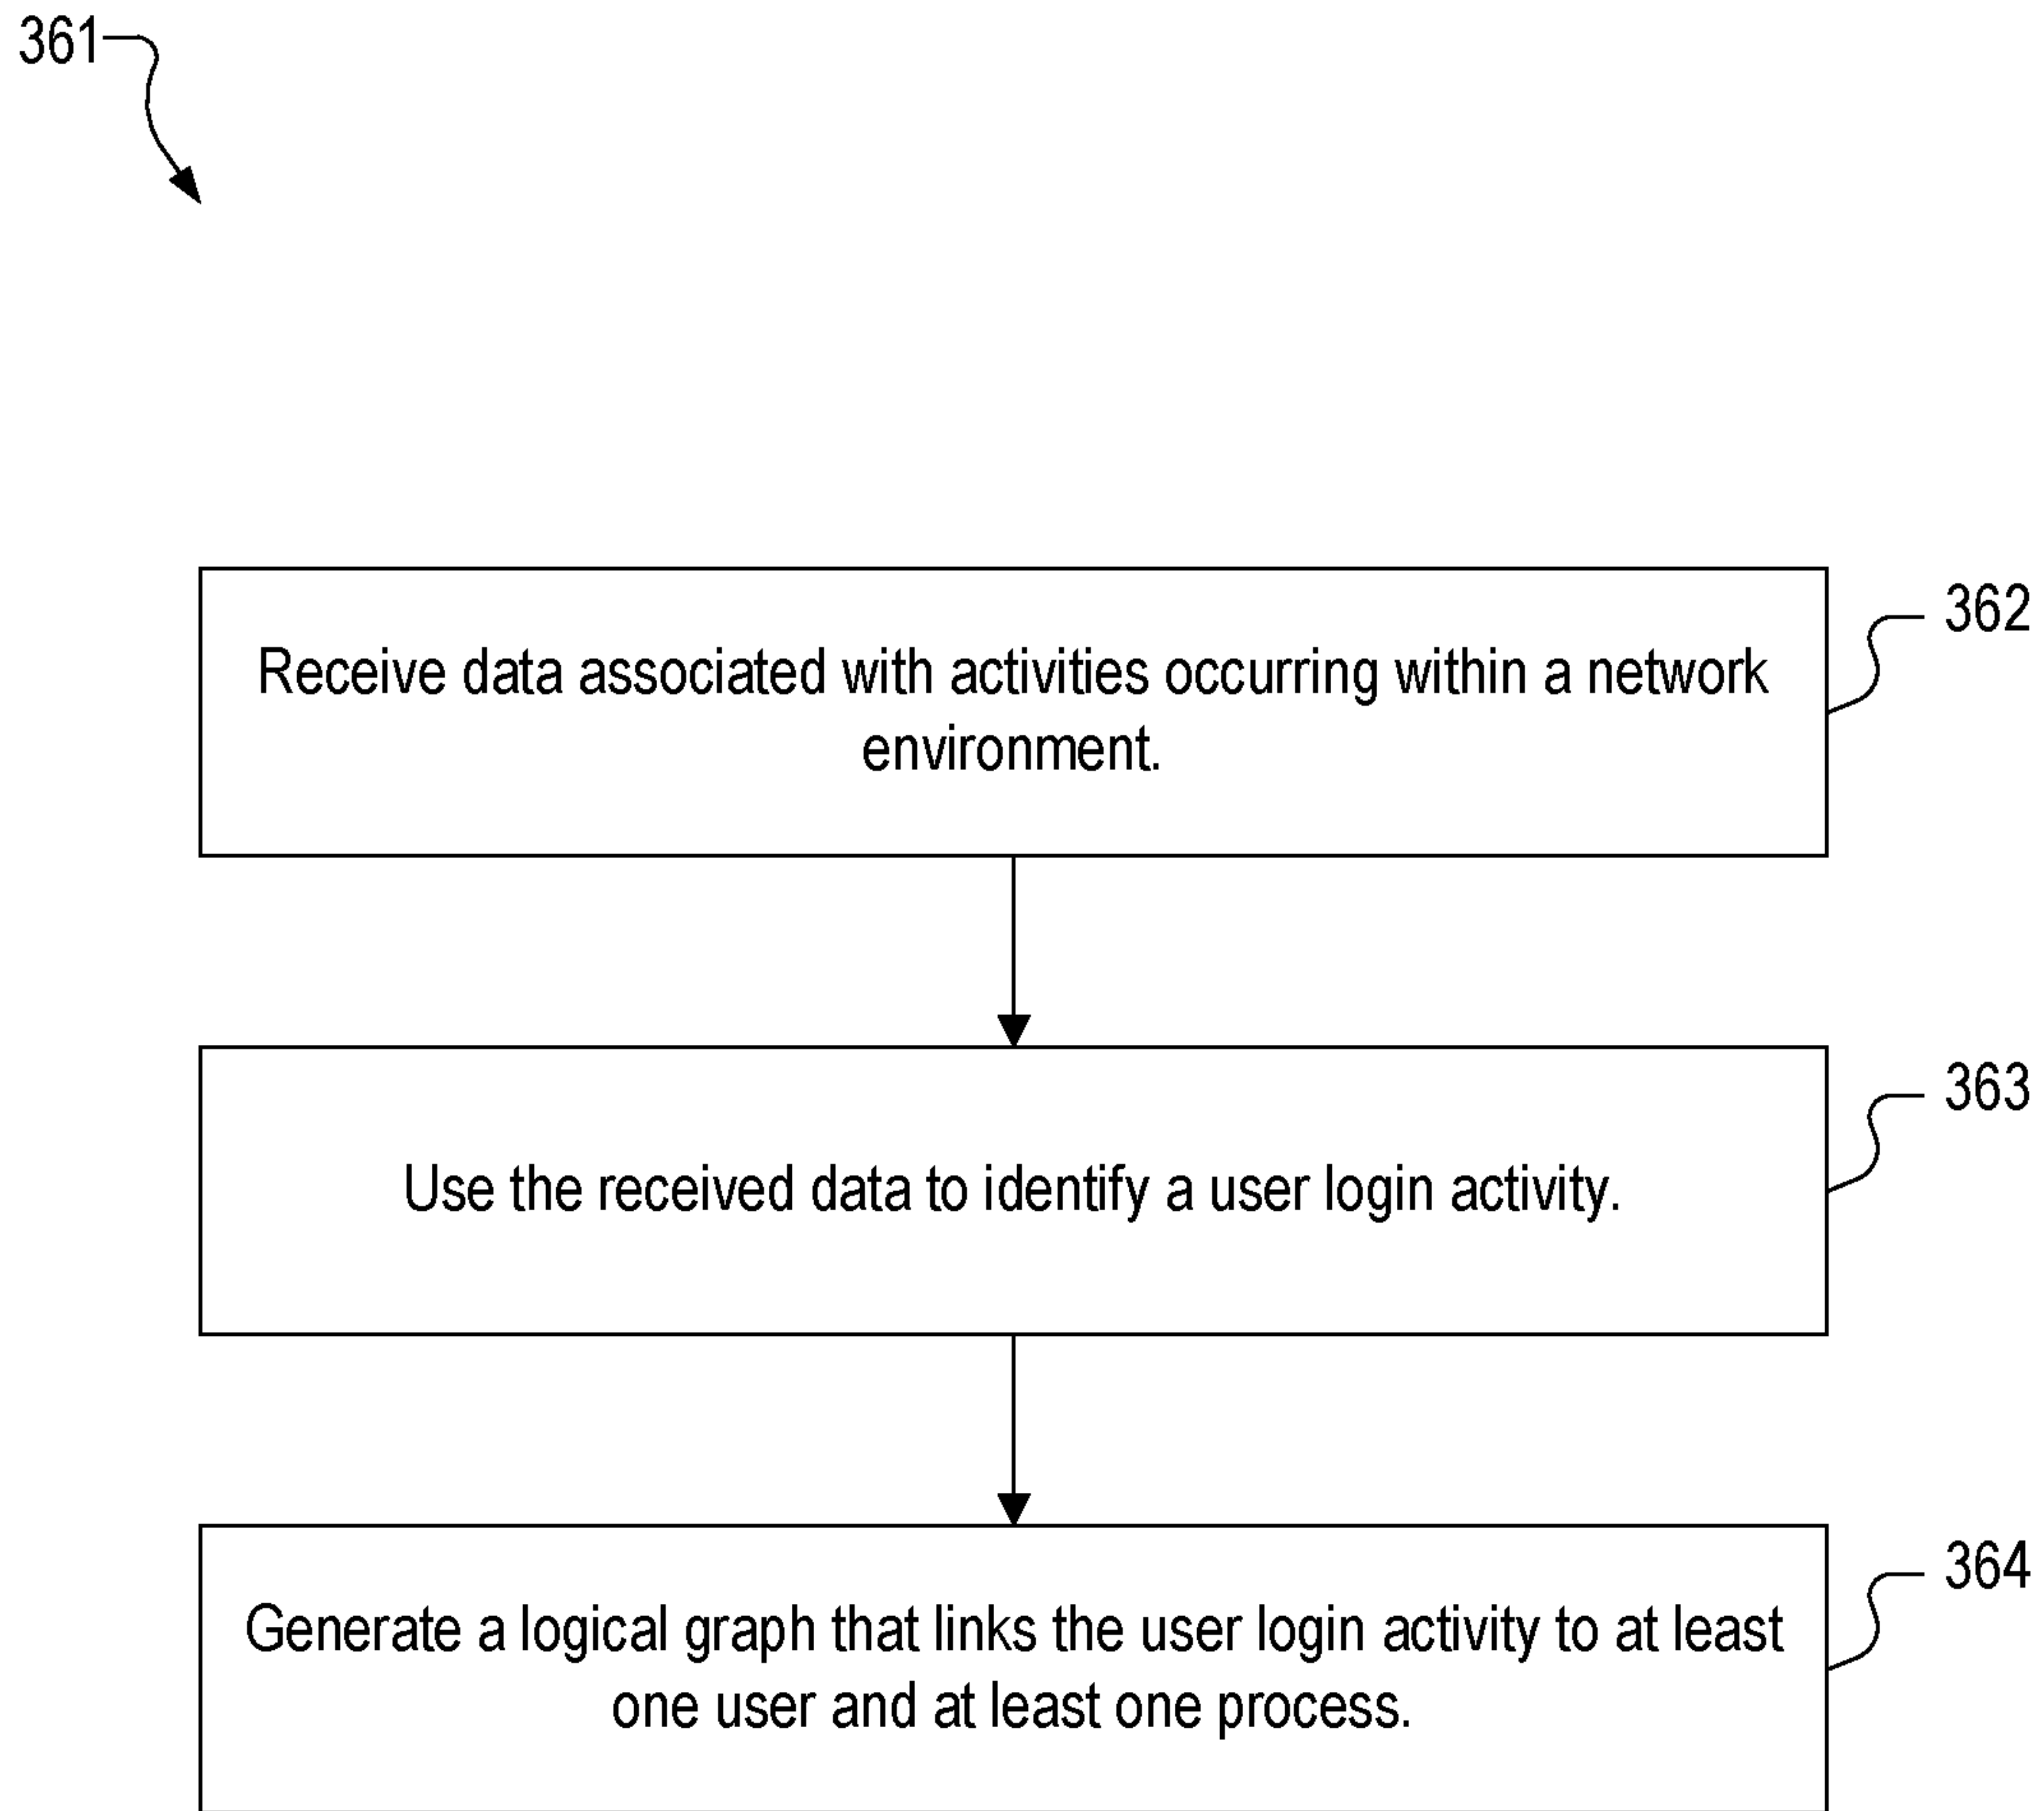 361
362
Receive data associated with activities occurring within a network
environment.
363
Use the received data to identify a user login activity.
364
Generate a logical graph that links the user login activity to at least
one user and at least one process.